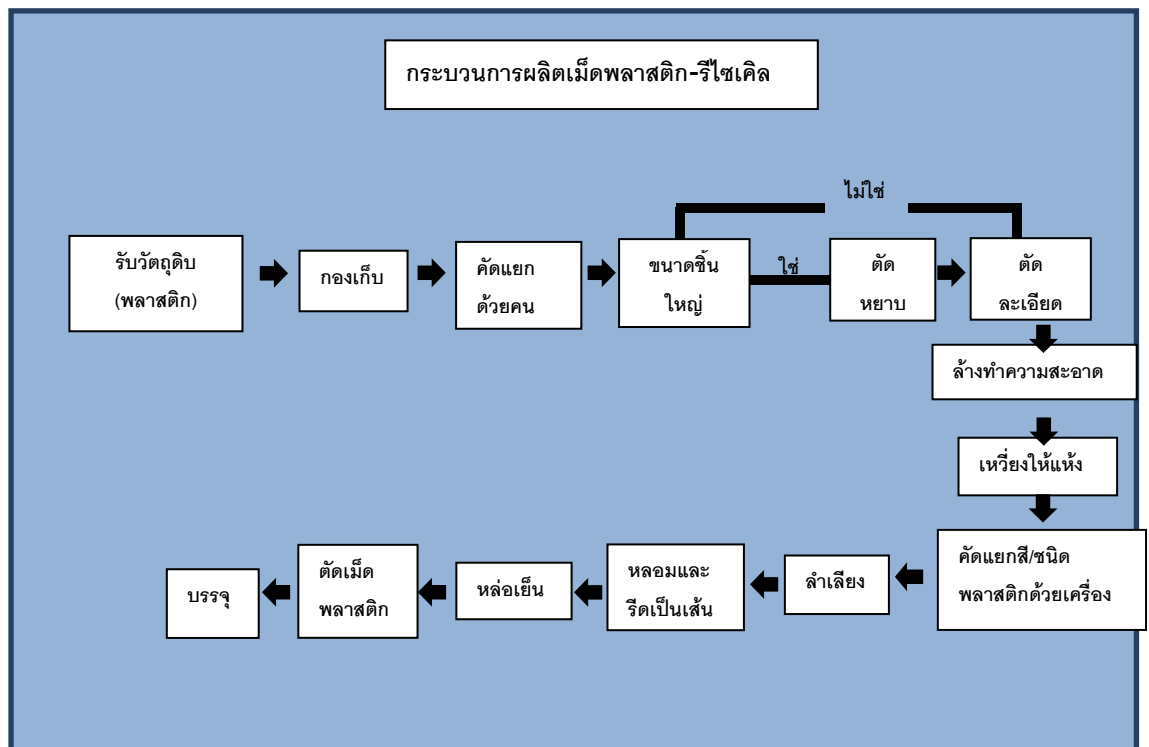 กระบวนการผลิตเม็ดพลาสติก-รีไซเคิล
ไม่ใช่
รับวัตถุดิบ
(พลาสติก)
กองเก็บ
คัดแยก
ด้วยคน
ขนาดชิ้น
ใหญ่
ใช่
ตัด
หยาบ
ตัด
ละเอียด
ล้างทำความสะอาด
เหวี่ยงให้แห้ง
คัดแยกสี/ชนิด
พลาสติกด้วยเครื่อง
ลำเลียง
หลอมและ
รีดเป็นเส้น
หล่อเย็น
ตัดเม็ด
พลาสติก
บรรจุ